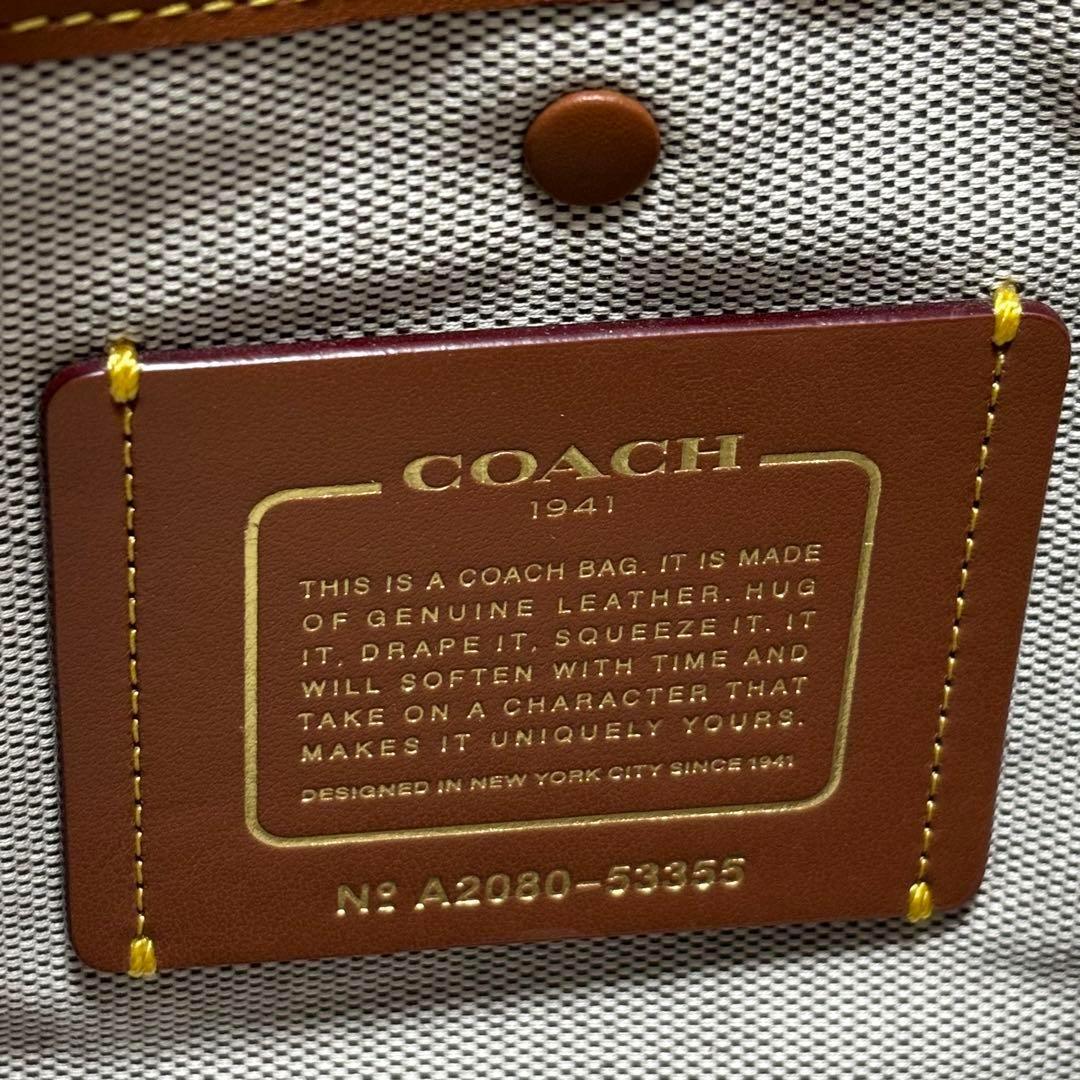 COACH
1941
THIS IS A COACH BAG. IT IS MADE
OF GENUINE LEATHER. HUG
IT, DRAPE IT, SQUEEZE IT. IT
WILL SOFTEN WITH TIME AND
TAKE ON A CHARACTER THAT
MAKES IT UNIQUELY YOURS.
DESIGNED IN NEW YORK CITY SINCE 1941
Nº A2080-53355